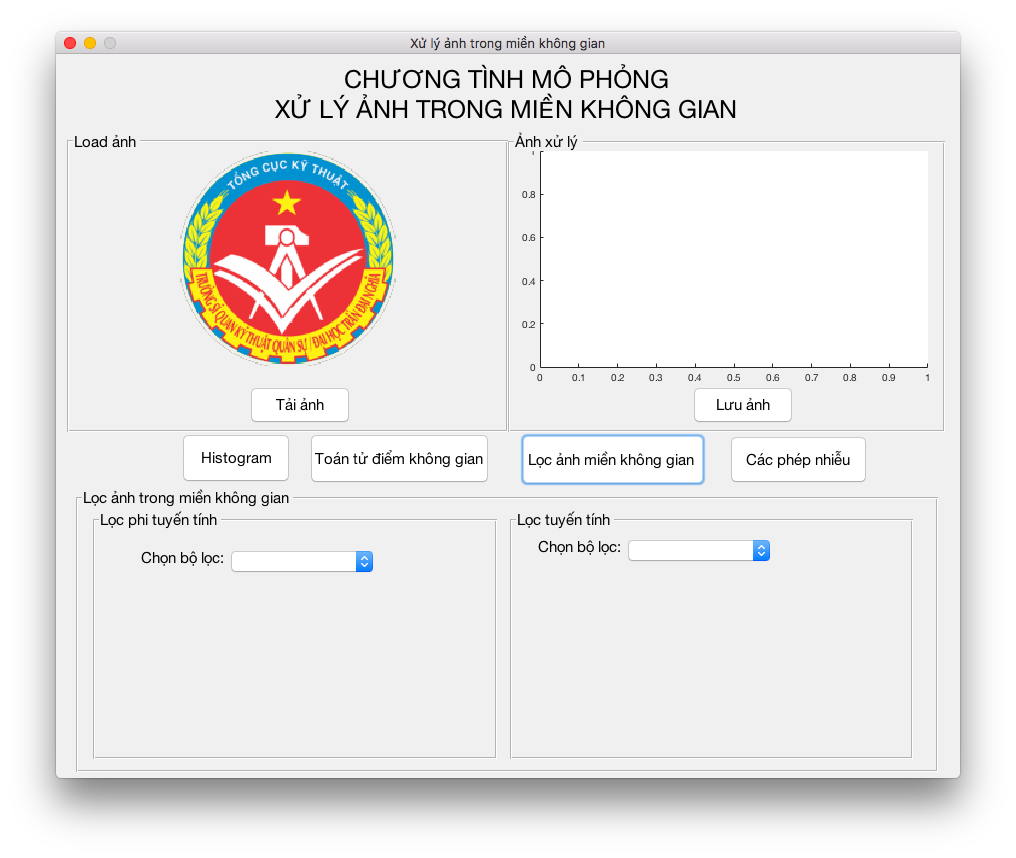 Xử lý ảnh trong miền không gian
CHƯƠNG TÌNH MÔ PHỎNG
XỬ LÝ ẢNH TRONG MIỀN KHÔNG GIAN
Load ảnh
TỔNG CỤC KỸ THUẬT
TRƯỜNG SĨ QUAN KỸ THUẬT QUÂN SỰ / ĐẠI HỌC TRẦN ĐẠI NGHĨA
Tải ảnh
Ảnh xử lý
1
0.8
0.6
0.4
0.2
0
0 0.1 0.2 0.3 0.4 0.5 0.6 0.7 0.8 0.9 1
Lưu ảnh
Histogram
Toán tử điểm không gian
Lọc ảnh miền không gian
Các phép nhiễu
Lọc ảnh trong miền không gian
Lọc phi tuyến tính
Chọn bộ lọc:
Lọc tuyến tính
Chọn bộ lọc: